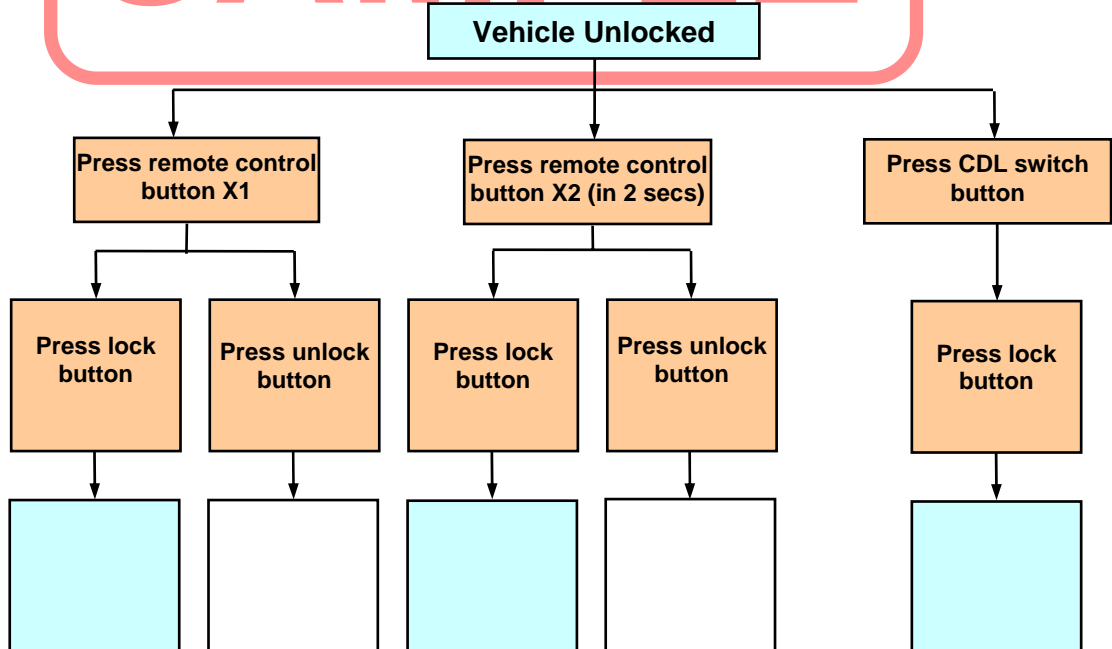 Vehicle Unlocked
Press remote control
button X1
Press remote control
button X2 (in 2 secs)
Press CDL switch
button
Press lock
button
Press unlock
button
Press lock
button
Press unlock
button
Press lock
button